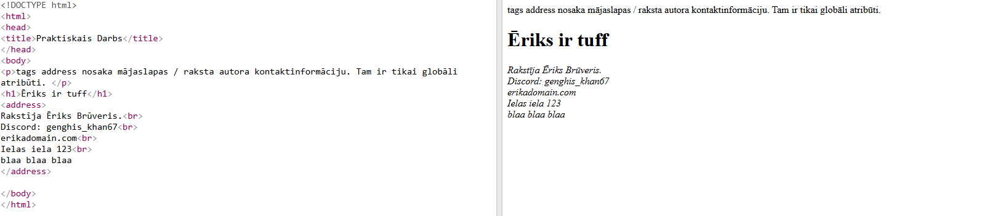 <!DOCTYPE html>
<html>
<head>
<title>Praktiskais Darbs</title>
</head>
<body>
<p>tags address nosaka mājaslapas / raksta autora kontaktinformāciju. Tam ir tikai globāli
atribūti. </p>
<h1>Ēriks ir tuff</h1>
<address>
Rakstīja Ēriks Brūveris.<br>
Discord: genghis_khan67<br>
erikadomain.com<br>
Ielas iela 123<br>
blaa blaa blaa
</address>
</body>
</html>
tags address nosaka mājaslapas / raksta autora kontaktinformāciju. Tam ir tikai globāli atribūti.
Ēriks ir tuff
Rakstīja Ēriks Brūveris.
Discord: genghis_khan67
erikadomain.com
Ielas iela 123
blaa blaa blaa